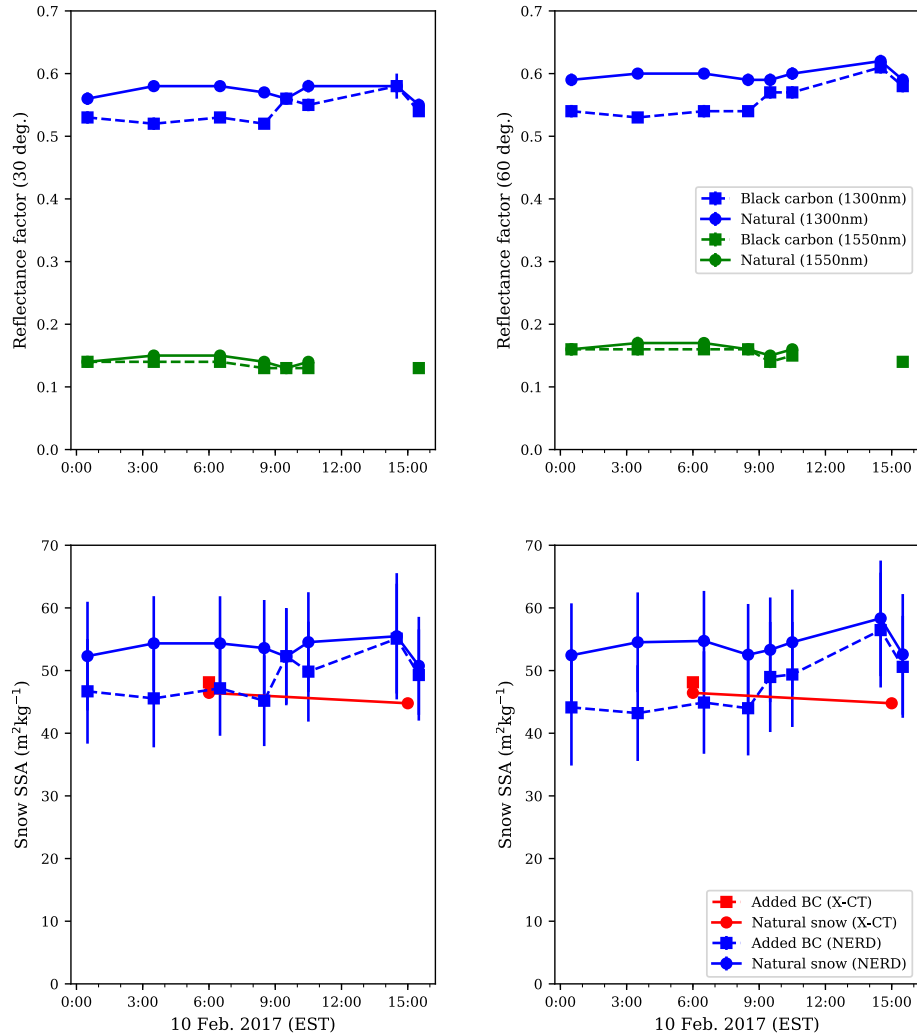 0.7
0.6
0.5
0.4
0.3
0.2
0.1
0.0
Reflectance factor (30 deg.)
0:00 3:00 6:00 9:00 12:00 15:00
0.7
0.6
0.5
0.4
0.3
0.2
0.1
0.0
Reflectance factor (60 deg.)
Black carbon (1300nm)
Natural (1300nm)
Black carbon (1550nm)
Natural (1550nm)
0:00 3:00 6:00 9:00 12:00 15:00
70
60
50
40
30
20
10
0
Snow SSA (m²kg⁻¹)
0:00 3:00 6:00 9:00 12:00 15:00
10 Feb. 2017 (EST)
70
60
50
40
30
20
10
0
Snow SSA (m²kg⁻¹)
Added BC (X-CT)
Natural snow (X-CT)
Added BC (NERD)
Natural snow (NERD)
0:00 3:00 6:00 9:00 12:00 15:00
10 Feb. 2017 (EST)